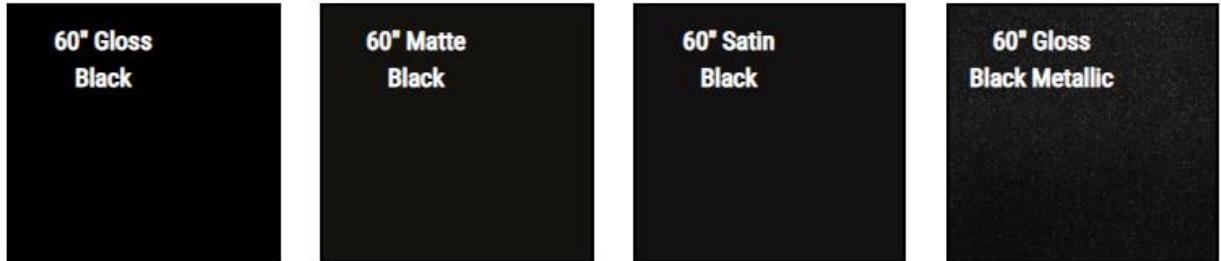 60" Gloss
Black
60" Matte
Black
60" Satin
Black
60" Gloss
Black Metallic